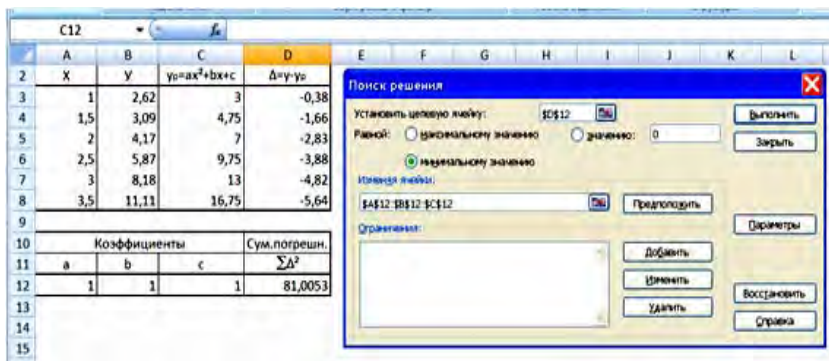 C12 fx
A B C D E F G H I J K L
2 X y yₚ=ax²+bx+c Δ=y-yₚ
3 1 2,62 3 -0,38
4 1,5 3,09 4,75 -1,66
5 2 4,17 7 -2,83
6 2,5 5,87 9,75 -3,88
7 3 8,18 13 -4,82
8 3,5 11,11 16,75 -5,64
9
10 Коэффициенты Сум.погрешн.
11 a b c ∑Δ²
12 1 1 1 81,0053
13
14
15
Поиск решения
Установить целевую ячейку: $D$12 Выполнить
Равной: максимальному значению значению: 0 Закрыть
минимальному значению
Изменяя ячейки:
$A$12:$B$12:$C$12 Предположить
Ограничения: Параметры
Добавить
Изменить
Удалить
Восстановить
Справка